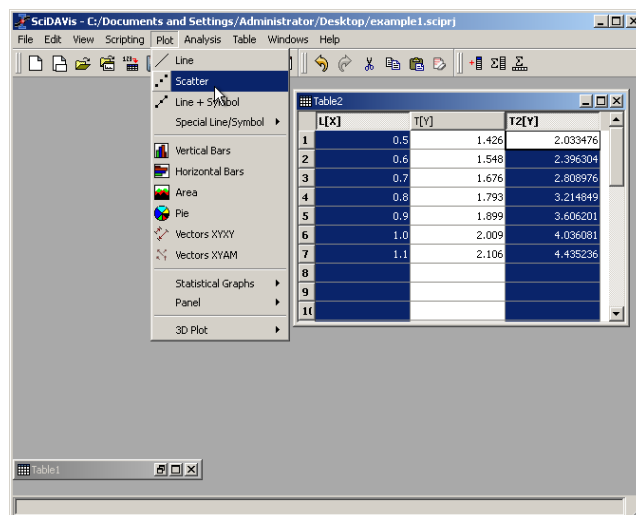 SciDAVis - C:/Documents and Settings/Administrator/Desktop/example1.sciprj
File Edit View Scripting Plot Analysis Table Windows Help
Line
Scatter
Line + Symbol
Special Line/Symbol
Vertical Bars
Horizontal Bars
Area
Pie
Vectors XYXY
Vectors XYAM
Statistical Graphs
Panel
3D Plot
Table2
L[X] T[Y] T2[Y]
1 0.5 1.426 2.033476
2 0.6 1.548 2.396304
3 0.7 1.676 2.808976
4 0.8 1.793 3.214849
5 0.9 1.899 3.606201
6 1.0 2.009 4.036081
7 1.1 2.106 4.435236
8
9
Table1